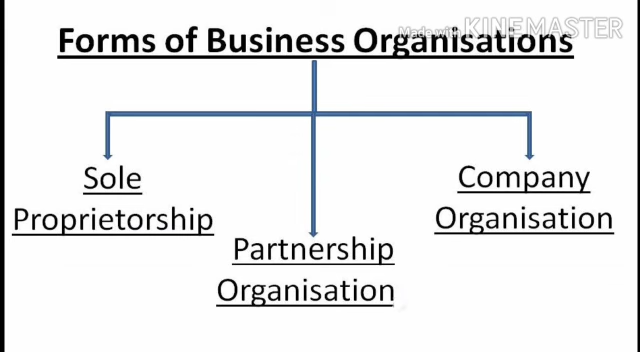 Made with KINEMASTER
Forms of Business Organisations
Sole
Proprietorship
Partnership
Organisation
Company
Organisation